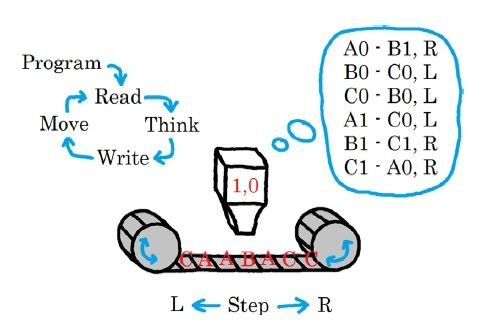 Program
Read
Move
Think
Write
A0 - B1, R
B0 - C0, L
C0 - B0, L
A1 - C0, L
B1 - C1, R
C1 - A0, R
1,0
C A A B A C C
L Step R